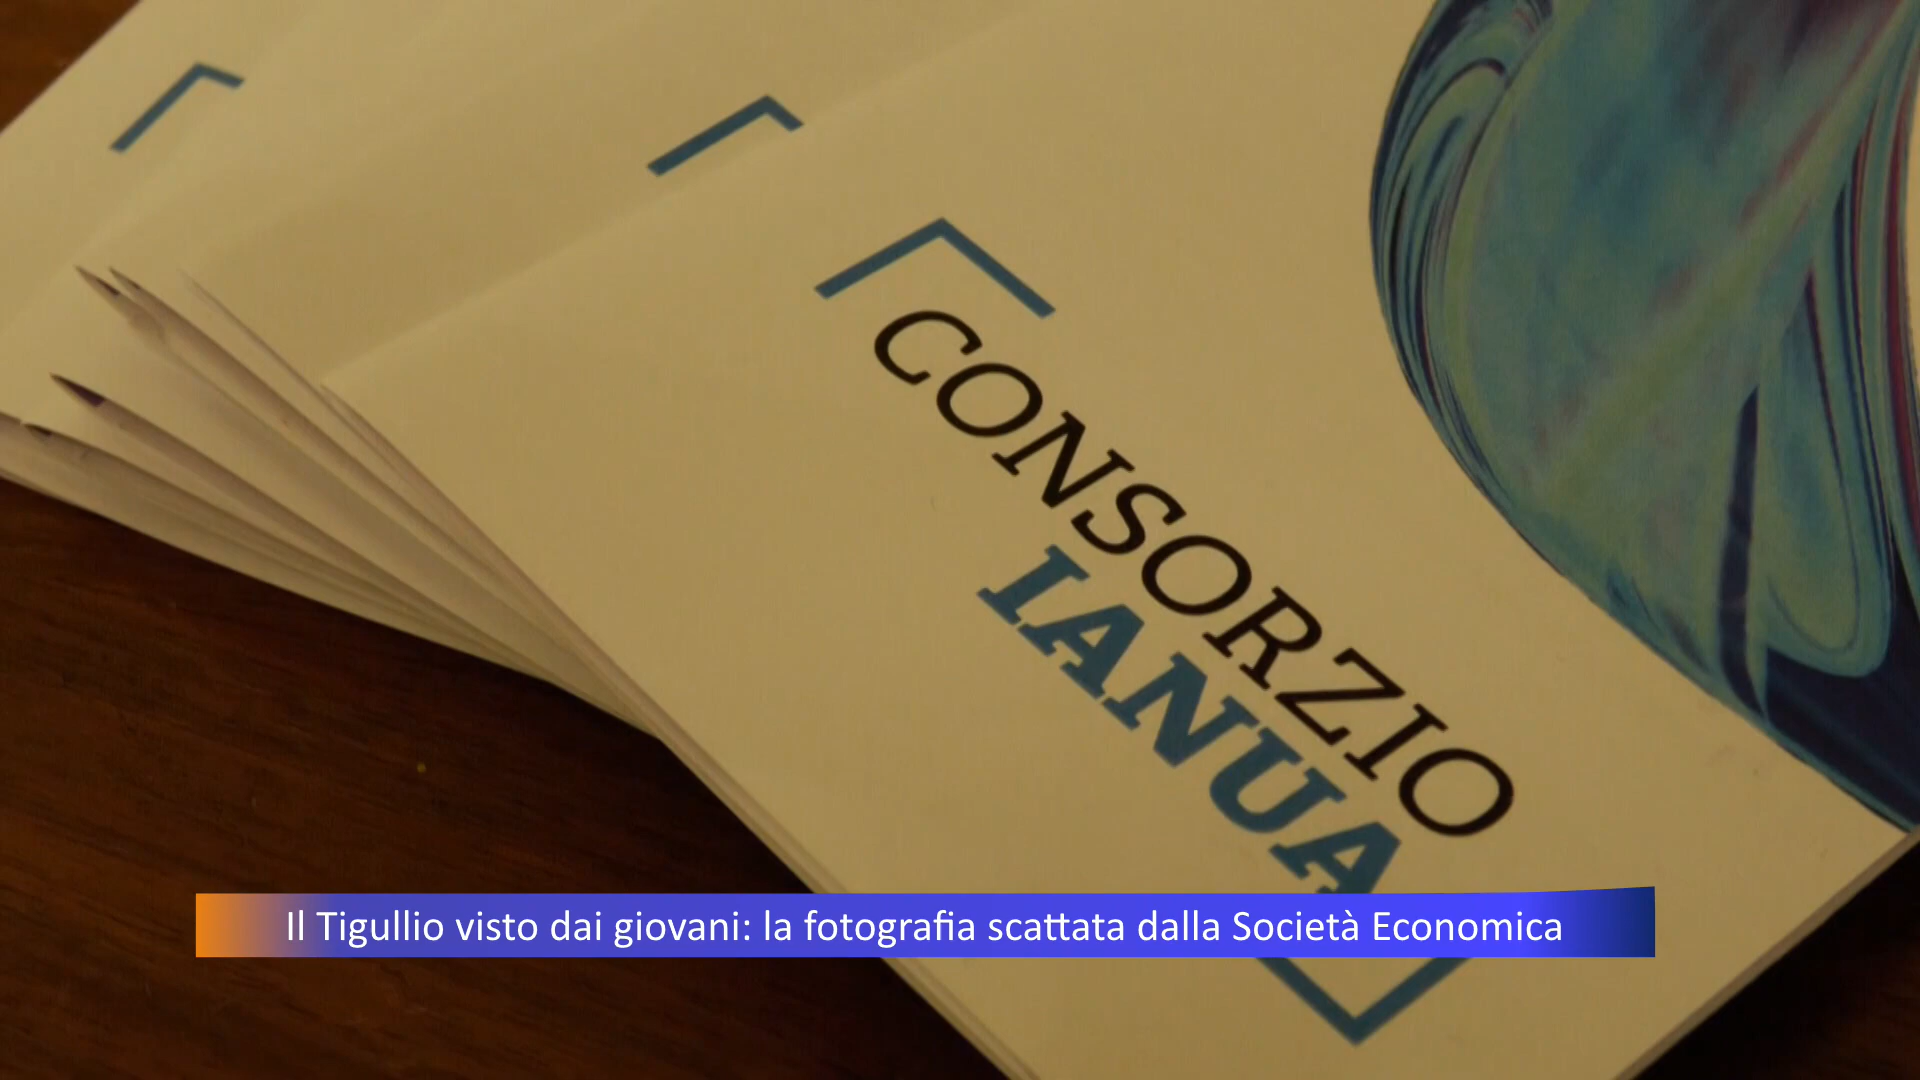 CONSORZIO
IANUA
Il Tigullio visto dai giovani: la fotografia scattata dalla Società Economica